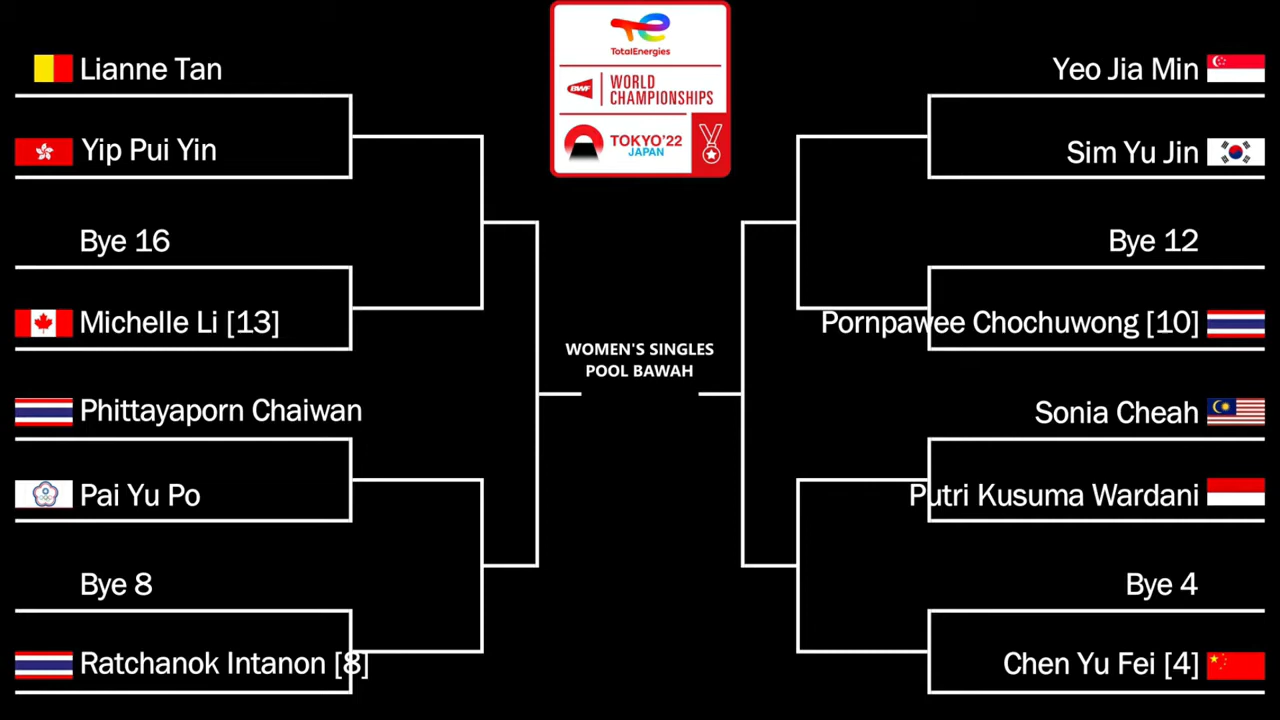 TotalEnergies
BWF
WORLD
CHAMPIONSHIPS
TOKYO'22
JAPAN
Lianne Tan
Yip Pui Yin
Bye 16
Michelle Li [13]
Phittayaporn Chaiwan
Pai Yu Po
Bye 8
Ratchanok Intanon [8]
WOMEN'S SINGLES
POOL BAWAH
Yeo Jia Min
Sim Yu Jin
Bye 12
Pornpawee Chochuwong [10]
Sonia Cheah
Putri Kusuma Wardani
Bye 4
Chen Yu Fei [4]